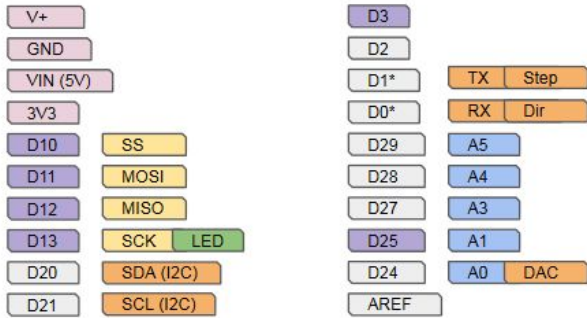 V+
GND
VIN (5V)
3V3
D10 SS
D11 MOSI
D12 MISO
D13 SCK LED
D20 SDA (I2C)
D21 SCL (I2C)
D3
D2
D1* TX Step
D0* RX Dir
D29 A5
D28 A4
D27 A3
D25 A1
D24 A0 DAC
AREF